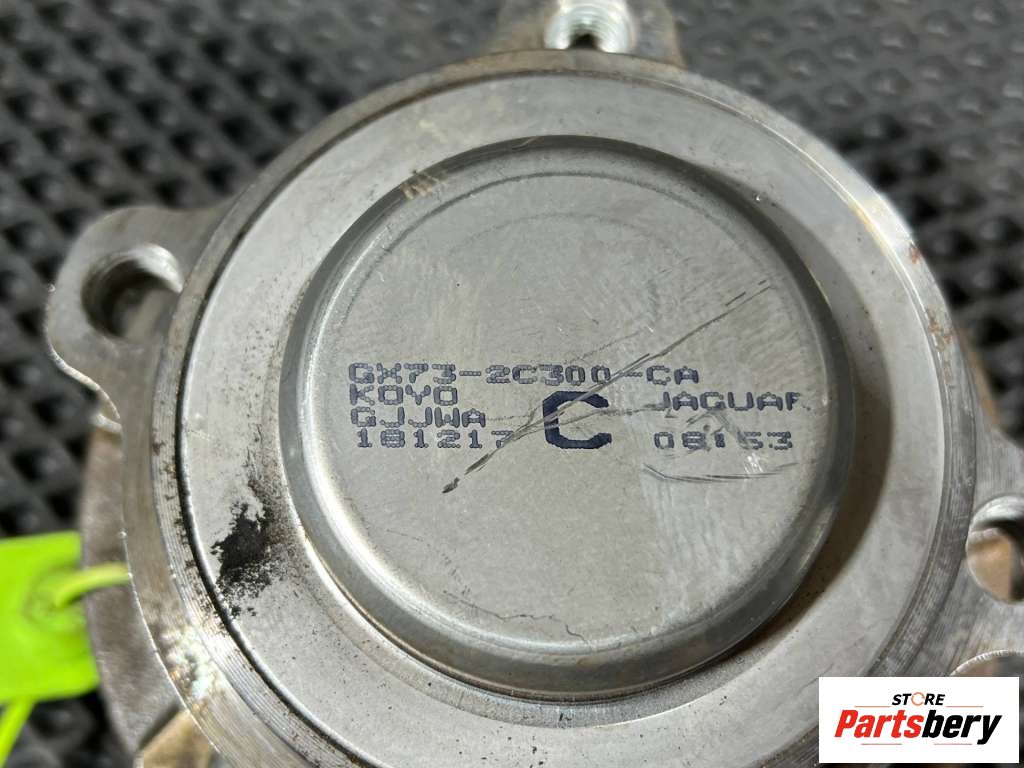 GX73-2C300-CA
KOYO
GJJWA
181217
C
JAGUAR
08153
STORE
Partsbery